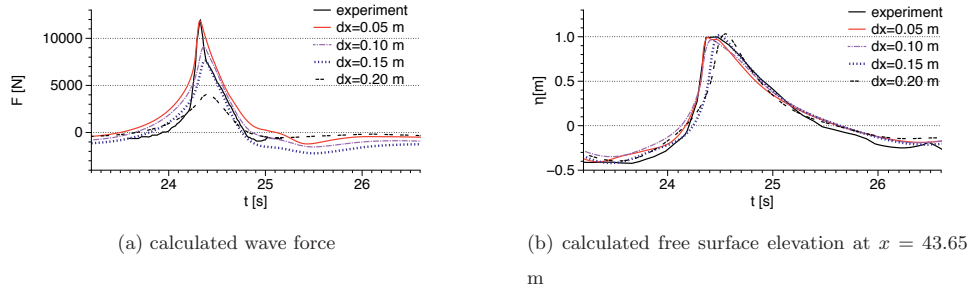 F [N]
10000
5000
0
24
25
26
t [s]
experiment
dx=0.05 m
dx=0.10 m
dx=0.15 m
dx=0.20 m
(a) calculated wave force
η[m]
1.0
0.5
0
−0.5
24
25
26
t [s]
experiment
dx=0.05 m
dx=0.10 m
dx=0.15 m
dx=0.20 m
(b) calculated free surface elevation at x = 43.65
m